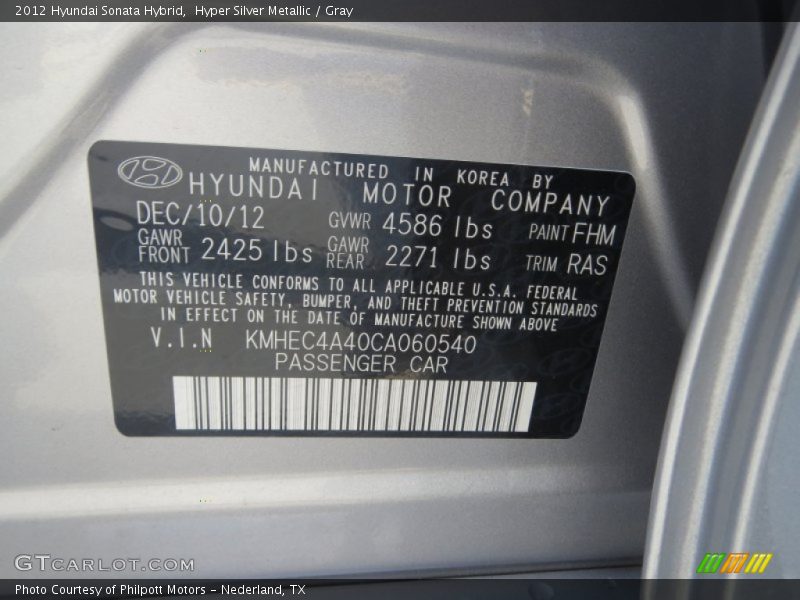 2012 Hyundai Sonata Hybrid,  Hyper Silver Metallic / Gray
MANUFACTURED IN KOREA BY
HYUNDAI MOTOR COMPANY
DEC/10/12 GVWR 4586 lbs PAINT FHM
GAWR FRONT 2425 lbs GAWR REAR 2271 lbs TRIM RAS
THIS VEHICLE CONFORMS TO ALL APPLICABLE U.S.A. FEDERAL
MOTOR VEHICLE SAFETY, BUMPER, AND THEFT PREVENTION STANDARDS
IN EFFECT ON THE DATE OF MANUFACTURE SHOWN ABOVE
V.I.N KMHEC4A40CA060540
PASSENGER CAR
GTCARLOT.COM
Photo Courtesy of Philpott Motors - Nederland, TX